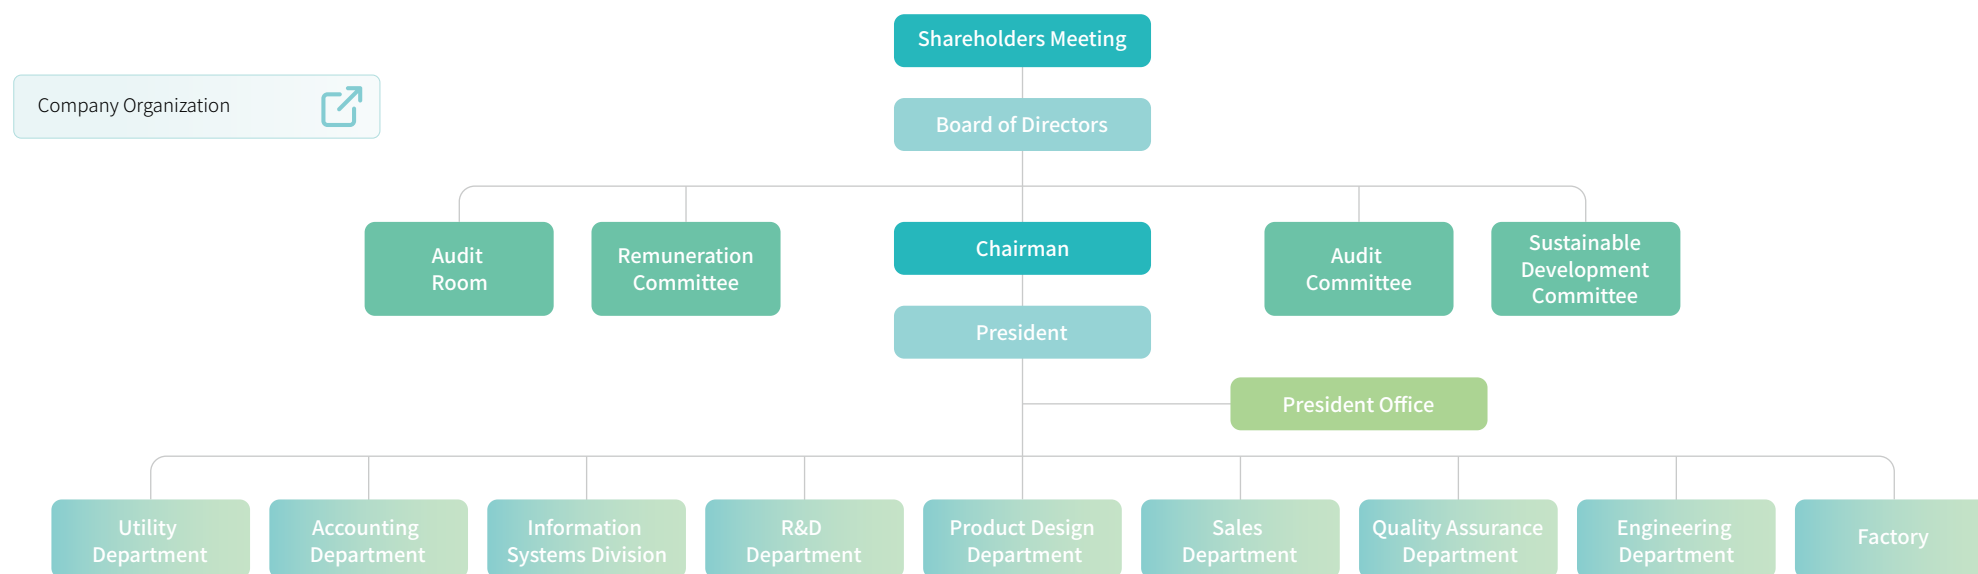 Shareholders Meeting
Company Organization
Board of Directors
Audit
Room
Remuneration
Committee
Chairman
Audit
Committee
Sustainable
Development
Committee
President
President Office
Utility
Department
Accounting
Department
Information
Systems Division
R&D
Department
Product Design
Department
Sales
Department
Quality Assurance
Department
Engineering
Department
Factory